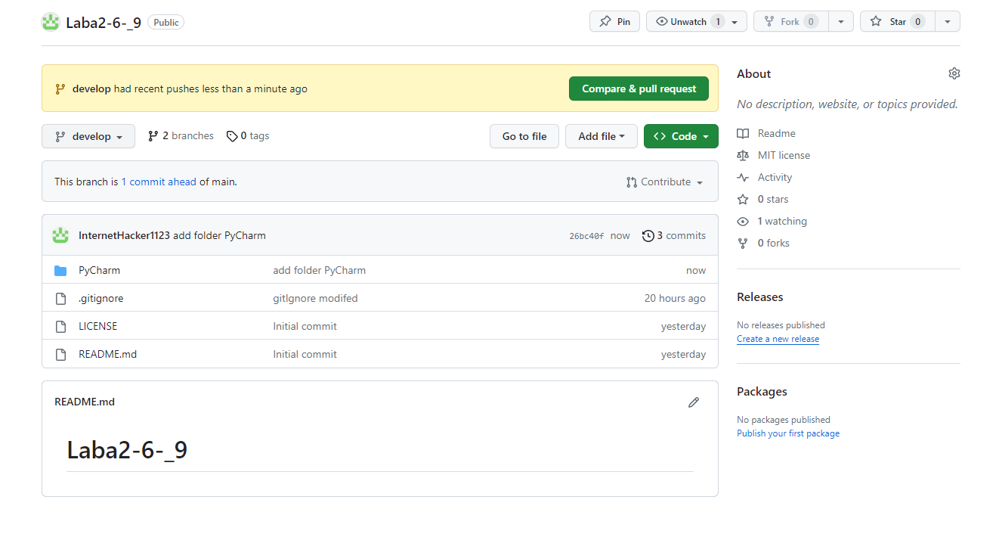 Laba2-6-_9 Public Pin Unwatch 1 Fork 0 Star 0
develop had recent pushes less than a minute ago Compare & pull request
develop 2 branches 0 tags Go to file Add file Code
This branch is 1 commit ahead of main. Contribute
InternetHacker1123 add folder PyCharm 26bc40f now 3 commits
PyCharm add folder PyCharm now
.gitignore gitIgnore modifed 20 hours ago
LICENSE Initial commit yesterday
README.md Initial commit yesterday
README.md
Laba2-6-_9
About
No description, website, or topics provided.
Readme
MIT license
Activity
0 stars
1 watching
0 forks
Releases
No releases published
Create a new release
Packages
No packages published
Publish your first package